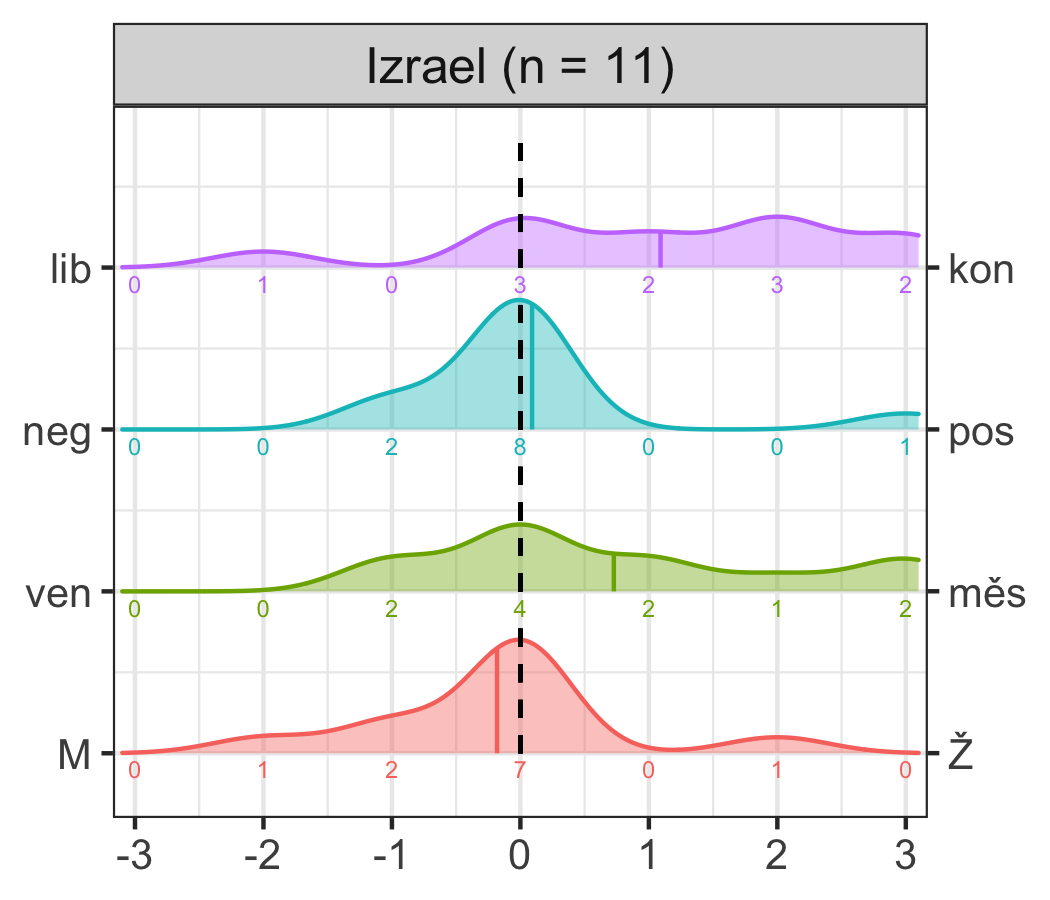 Izrael (n = 11)
lib kon
0 1 0 3 2 3 2
neg pos
0 0 2 8 0 0 1
ven měs
0 0 2 4 2 1 2
M Ž
0 1 2 7 0 1 0
-3 -2 -1 0 1 2 3